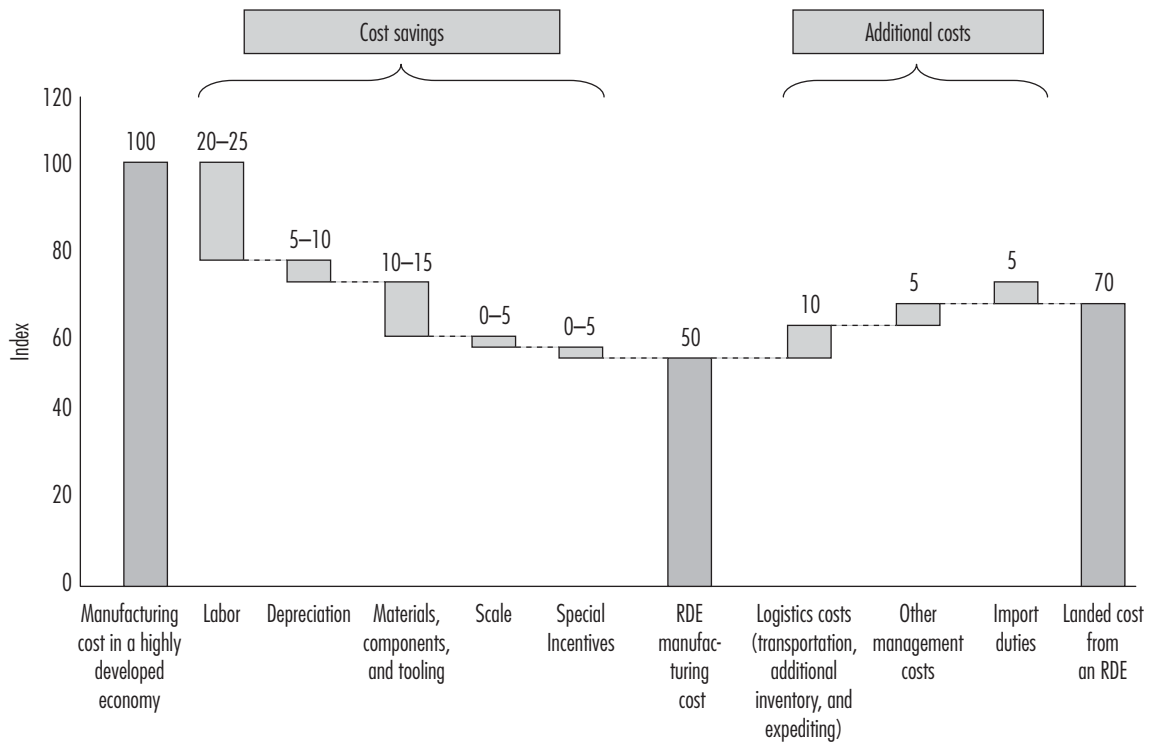 Cost savings
Additional costs
120
100
80
60
40
20
0
Index
100
20–25
5–10
10–15
0–5
0–5
50
10
5
5
70
Manufacturing
cost in a highly
developed
economy
Labor
Depreciation
Materials,
components,
and tooling
Scale
Special
Incentives
RDE
manufac-
turing
cost
Logistics costs
(transportation,
additional
inventory, and
expediting)
Other
management
costs
Import
duties
Landed cost
from
an RDE